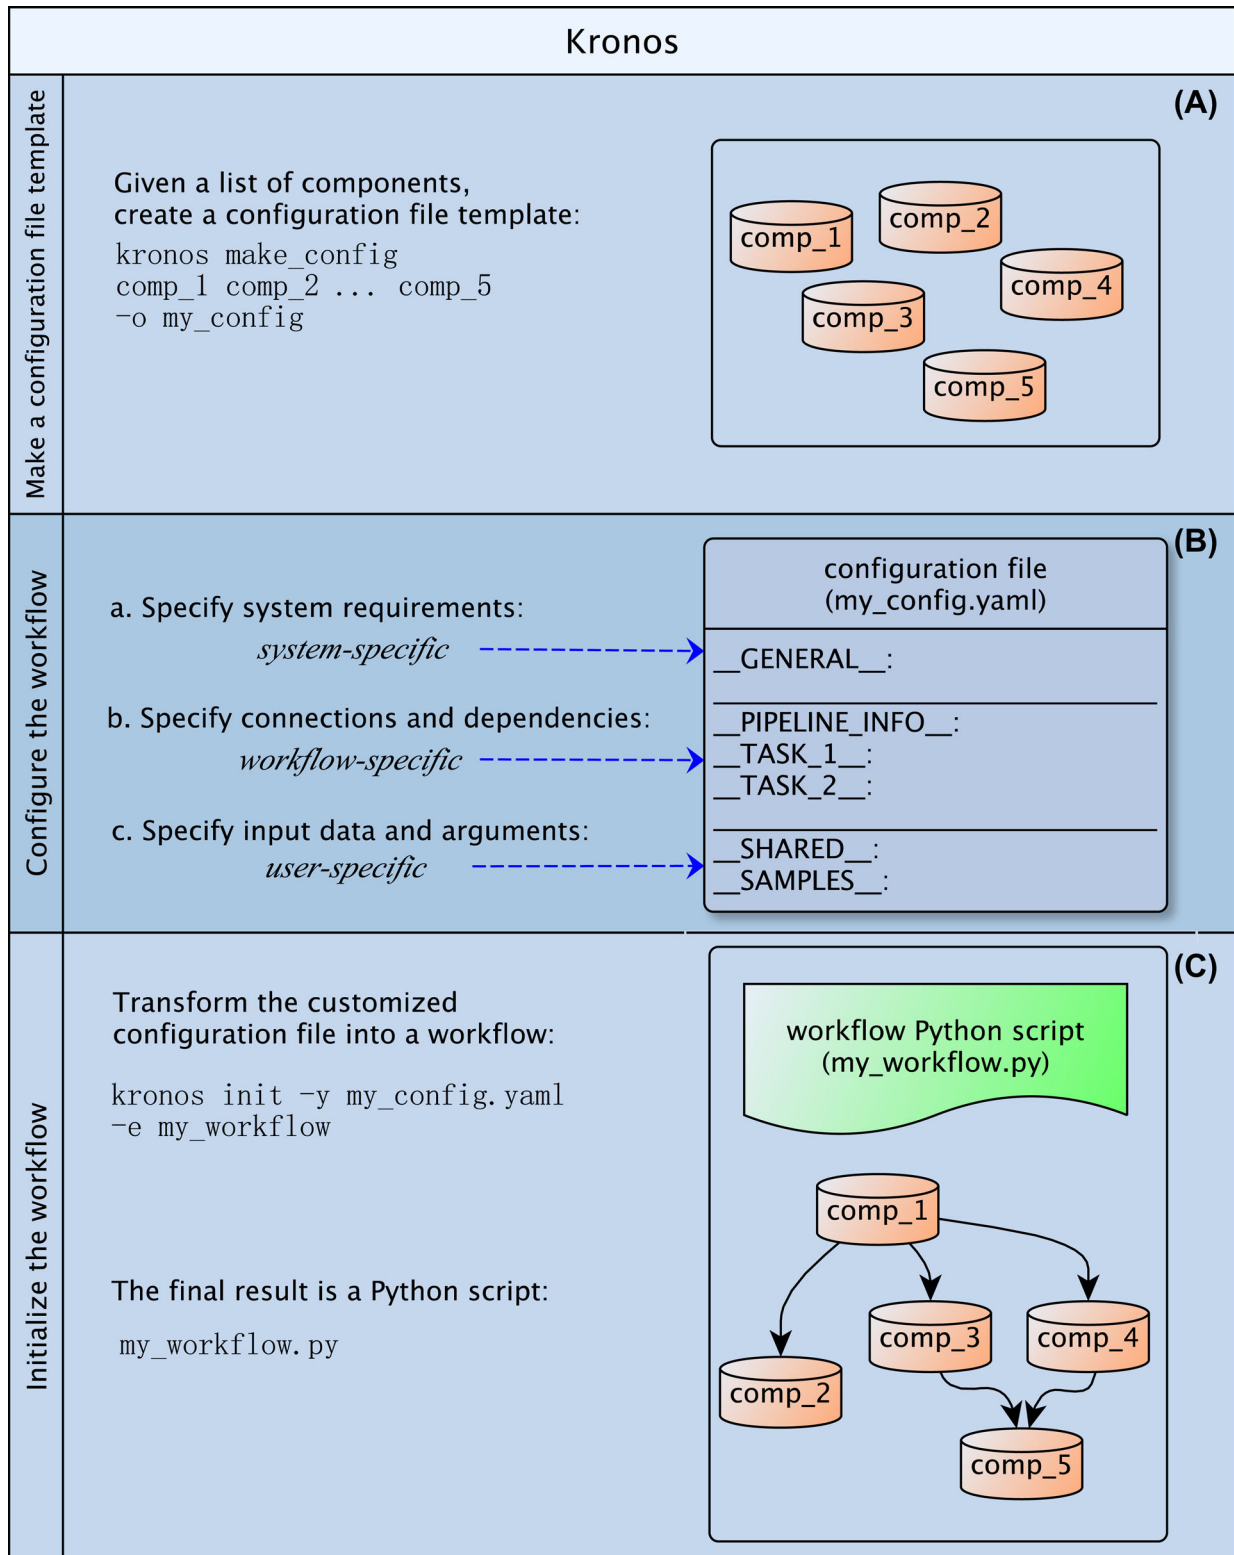 Kronos
Make a configuration file template
(A)
Given a list of components,
create a configuration file template:
kronos make_config
comp_1 comp_2 ... comp_5
-o my_config
comp_1
comp_2
comp_3
comp_4
comp_5
Configure the workflow
(B)
a. Specify system requirements:
system-specific
b. Specify connections and dependencies:
workflow-specific
c. Specify input data and arguments:
user-specific
configuration file
(my_config.yaml)
__GENERAL__:
__PIPELINE_INFO__:
__TASK_1__:
__TASK_2__:
__SHARED__:
__SAMPLES__:
Initialize the workflow
(C)
Transform the customized
configuration file into a workflow:
kronos init -y my_config.yaml
-e my_workflow
The final result is a Python script:
my_workflow.py
workflow Python script
(my_workflow.py)
comp_1
comp_3
comp_4
comp_2
comp_5